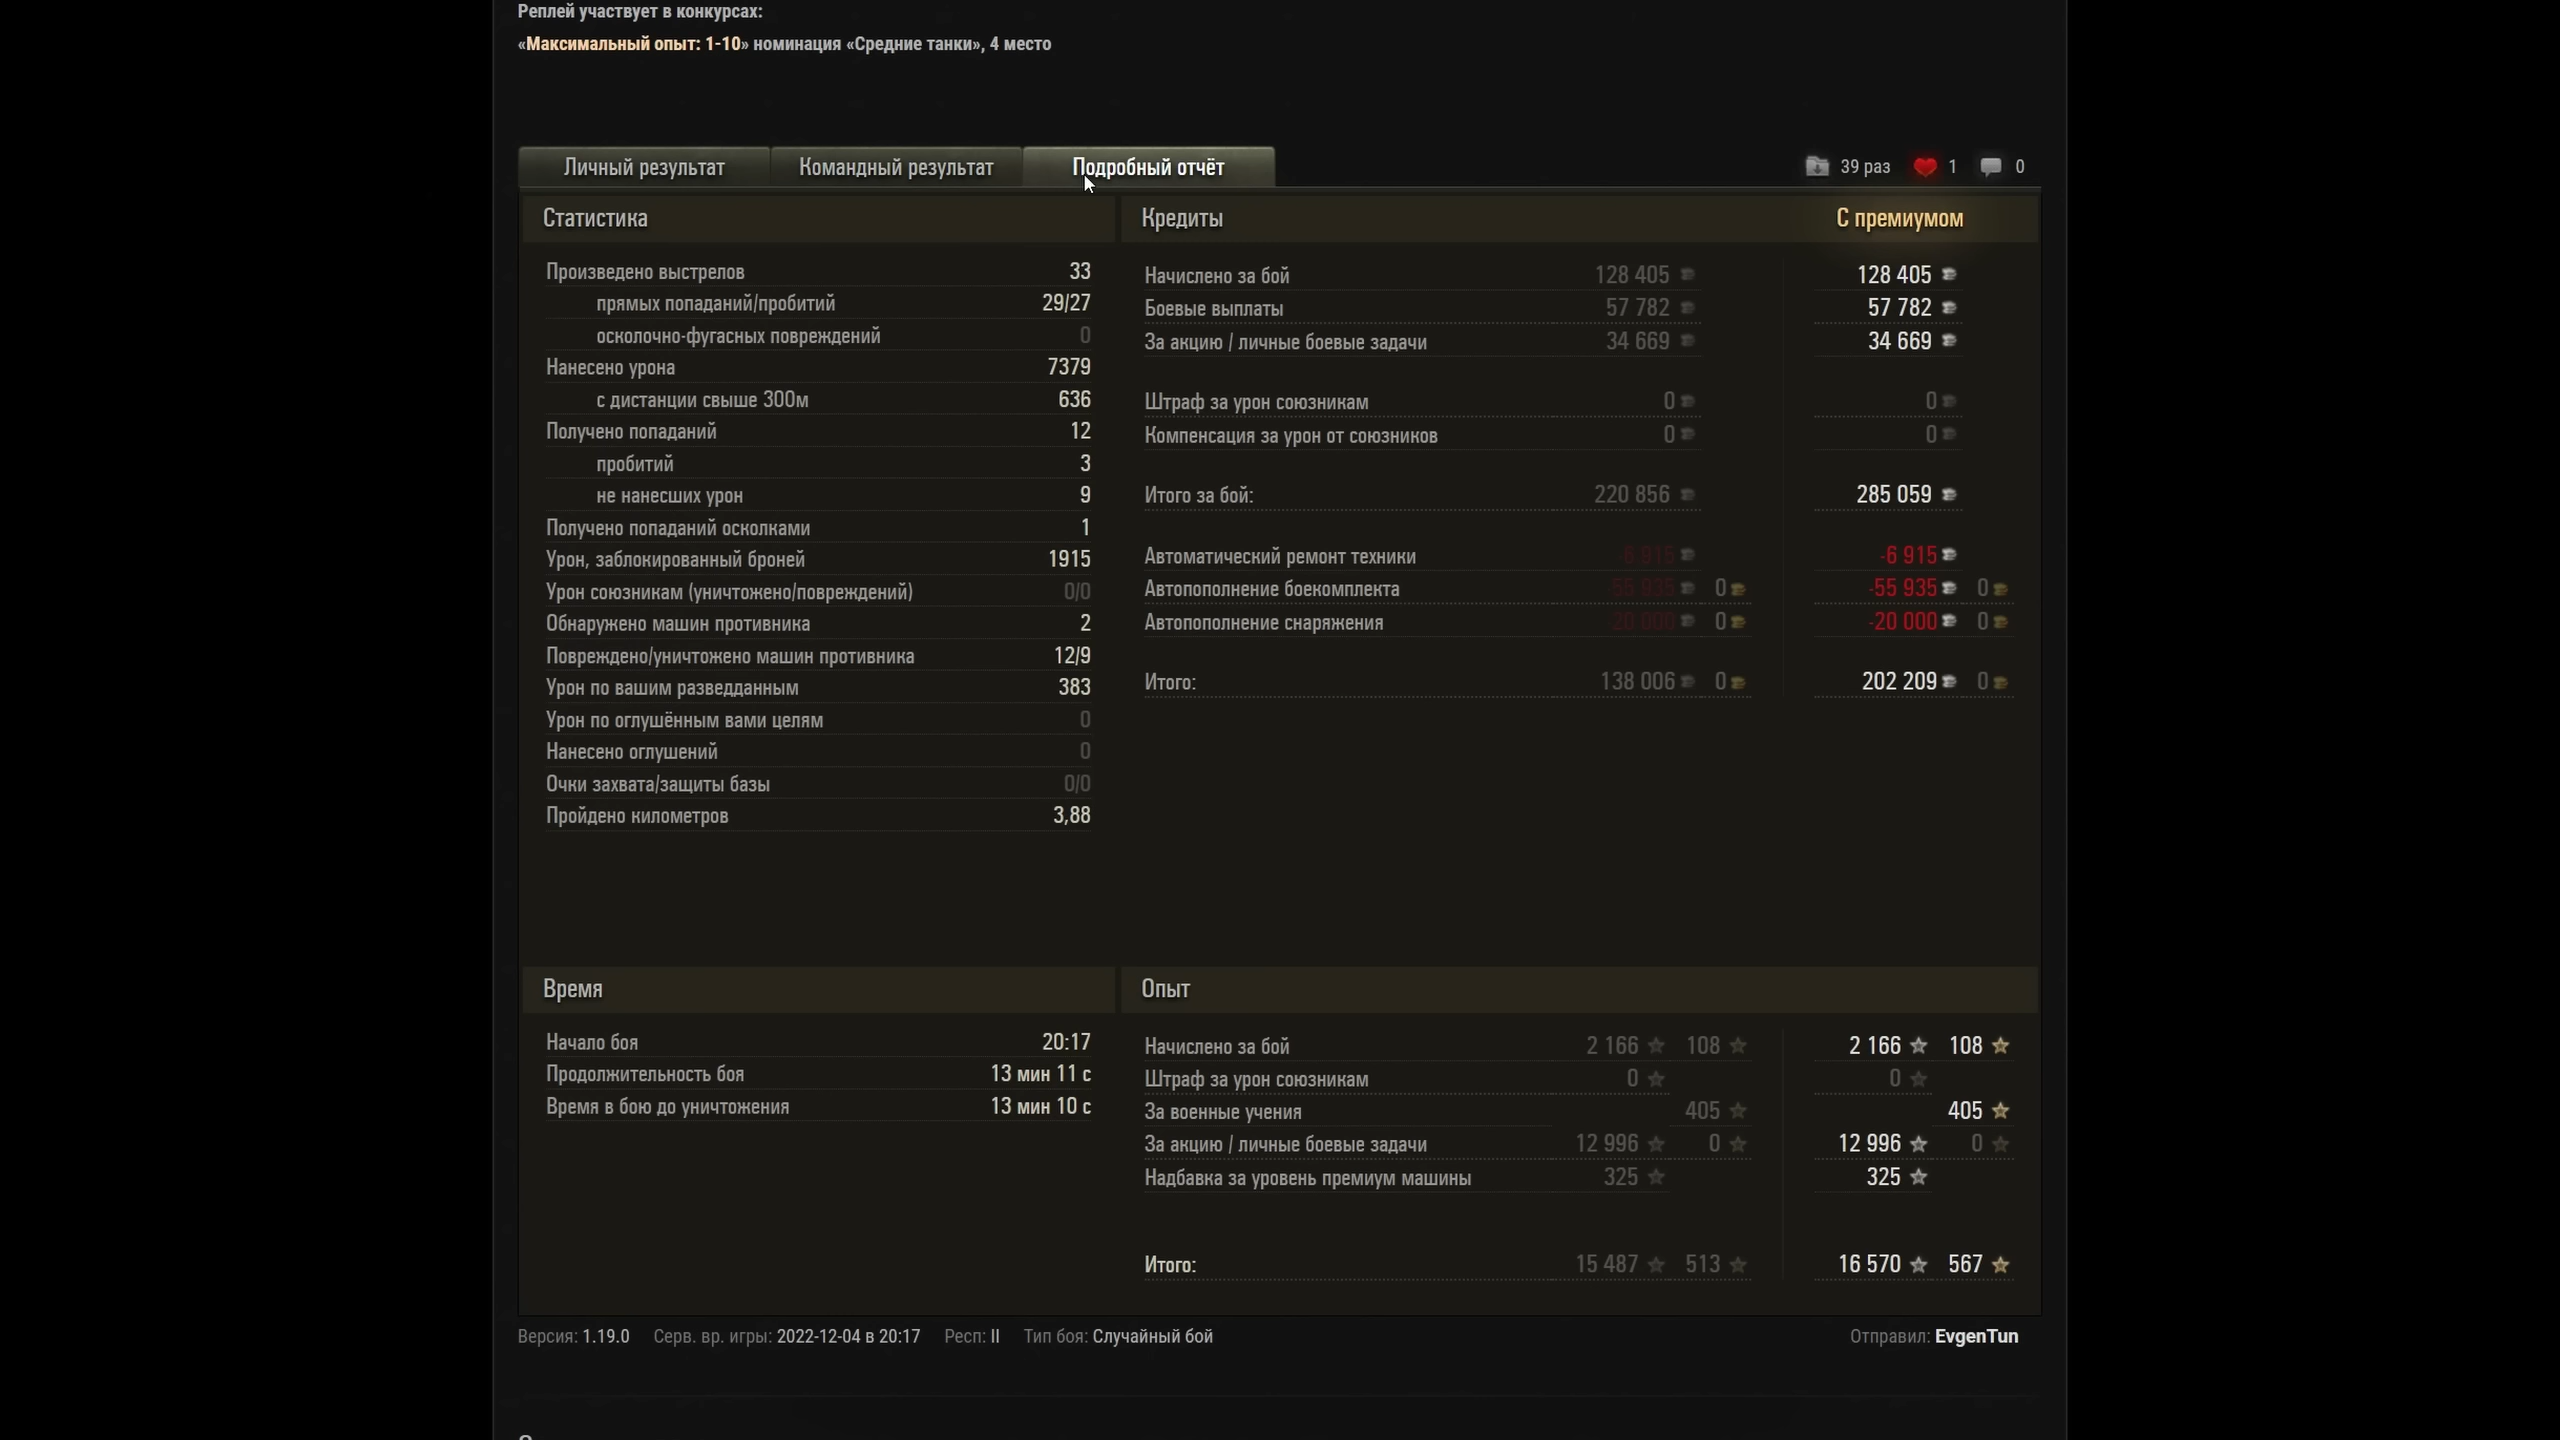 Реплей участвует в конкурсах:
«Максимальный опыт: 1-10» номинация «Средние танки», 4 место
Личный результат Командный результат Подробный отчёт 39 раз 1 0
Статистика
Произведено выстрелов 33
прямых попаданий/пробитий 29/27
осколочно-фугасных повреждений 0
Нанесено урона 7379
с дистанции свыше 300м 636
Получено попаданий 12
пробитий 3
не нанесших урон 9
Получено попаданий осколками 1
Урон, заблокированный броней 1915
Урон союзникам (уничтожено/повреждений) 0/0
Обнаружено машин противника 2
Повреждено/уничтожено машин противника 12/9
Урон по вашим разведданным 383
Урон по оглушённым вами целям 0
Нанесено оглушений 0
Очки захвата/защиты базы 0/0
Пройдено километров 3,88
Кредиты С премиумом
Начислено за бой 128 405 128 405
Боевые выплаты 57 782 57 782
За акцию / личные боевые задачи 34 669 34 669
Штраф за урон союзникам 0 0
Компенсация за урон от союзников 0 0
Итого за бой: 220 856 285 059
Автоматический ремонт техники -6 915 -6 915
Автопополнение боекомплекта -55 935 0 -55 935 0
Автопополнение снаряжения -20 000 0 -20 000 0
Итого: 138 006 0 202 209 0
Время
Начало боя 20:17
Продолжительность боя 13 мин 11 с
Время в бою до уничтожения 13 мин 10 с
Опыт
Начислено за бой 2 166 108 2 166 108
Штраф за урон союзникам 0 0
За военные учения 405 405
За акцию / личные боевые задачи 12 996 0 12 996 0
Надбавка за уровень премиум машины 325 325
Итого: 15 487 513 16 570 567
Версия: 1.19.0 Серв. вр. игры: 2022-12-04 в 20:17 Респ: II Тип боя: Случайный бой Отправил: EvgenTun